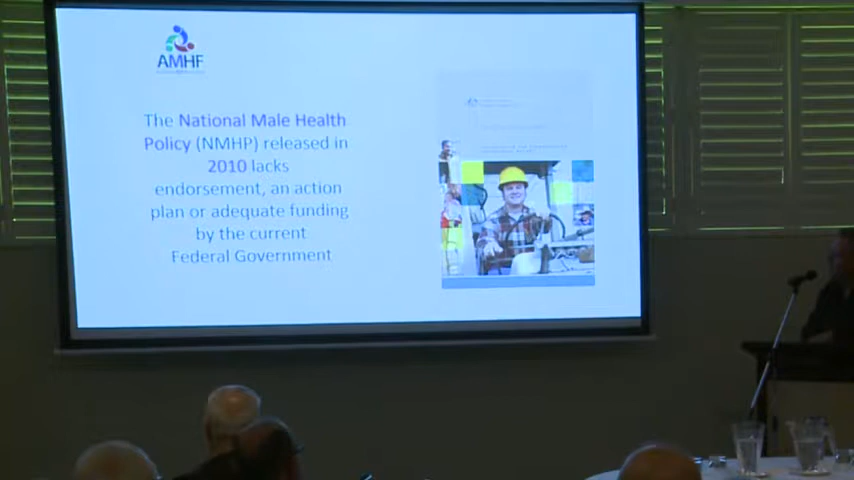 AMHF
The National Male Health
Policy (NMHP) released in
2010 lacks
endorsement, an action
plan or adequate funding
by the current
Federal Government